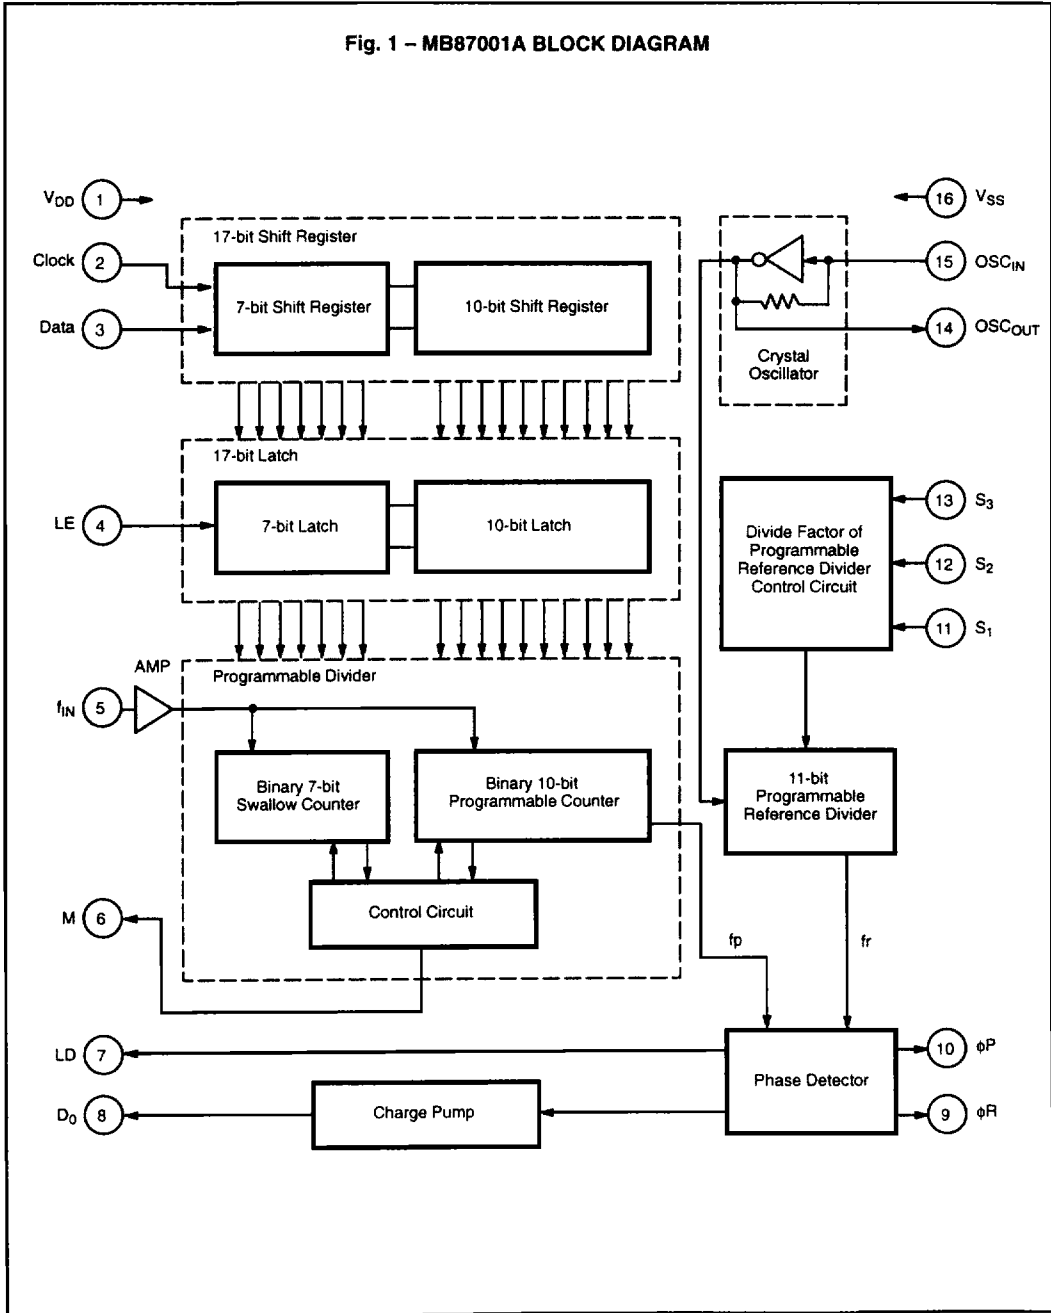 Fig. 1 – MB87001A BLOCK DIAGRAM
VDD 1
16 VSS
17-bit Shift Register
Clock 2
15 OSCIN
7-bit Shift Register
10-bit Shift Register
Data 3
14 OSCOUT
Crystal
Oscillator
17-bit Latch
LE 4
7-bit Latch
10-bit Latch
13 S3
Divide Factor of
Programmable
Reference Divider
Control Circuit
12 S2
11 S1
AMP
Programmable Divider
fIN 5
Binary 7-bit
Swallow Counter
Binary 10-bit
Programmable Counter
11-bit
Programmable
Reference Divider
Control Circuit
M 6
fp
fr
LD 7
10 ϕP
Phase Detector
D0 8
Charge Pump
9 ϕR